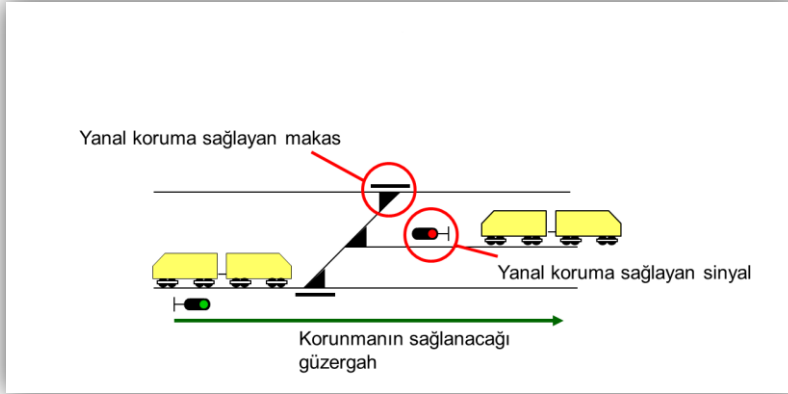 Yanal koruma sağlayan makas
Yanal koruma sağlayan sinyal
Korunmanın sağlanacağı
güzergah